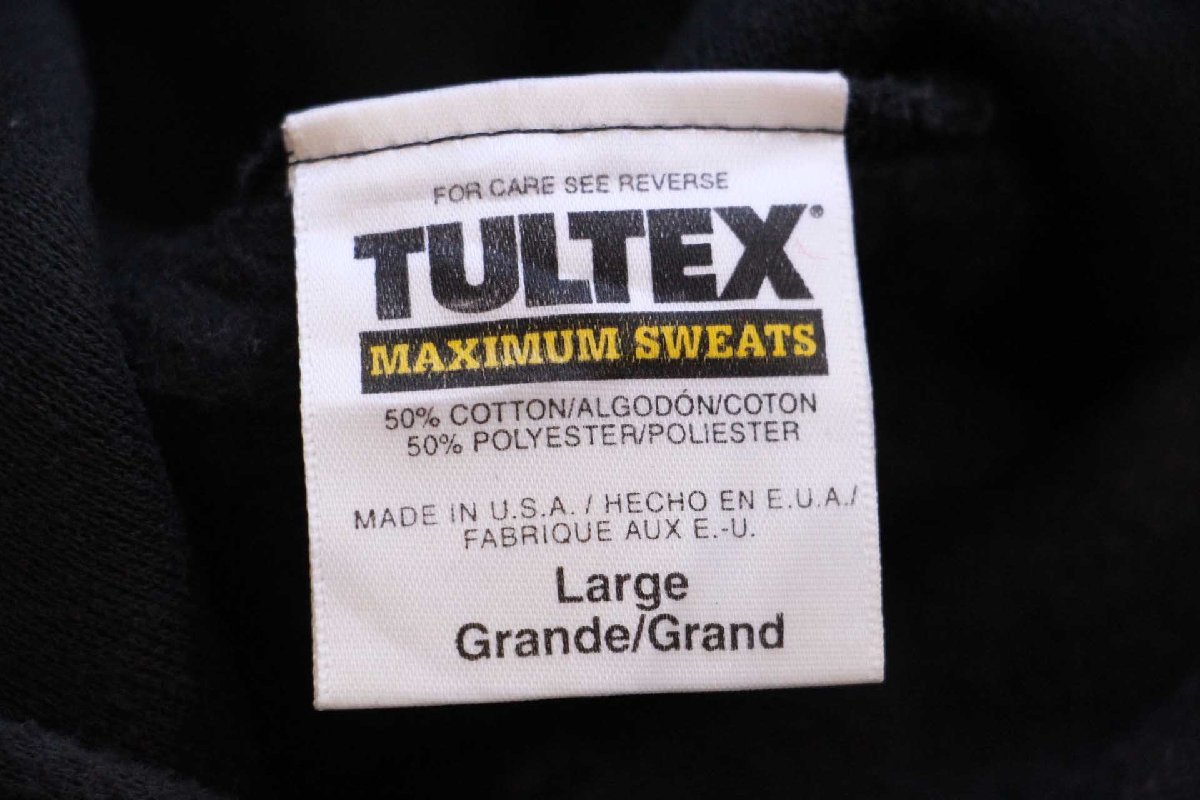 FOR CARE SEE REVERSE
TULTEX®
MAXIMUM SWEATS
50% COTTON/ALGODÓN/COTON
50% POLYESTER/POLIESTER
MADE IN U.S.A. / HECHO EN E.U.A./
FABRIQUE AUX E.-U.
Large
Grande/Grand